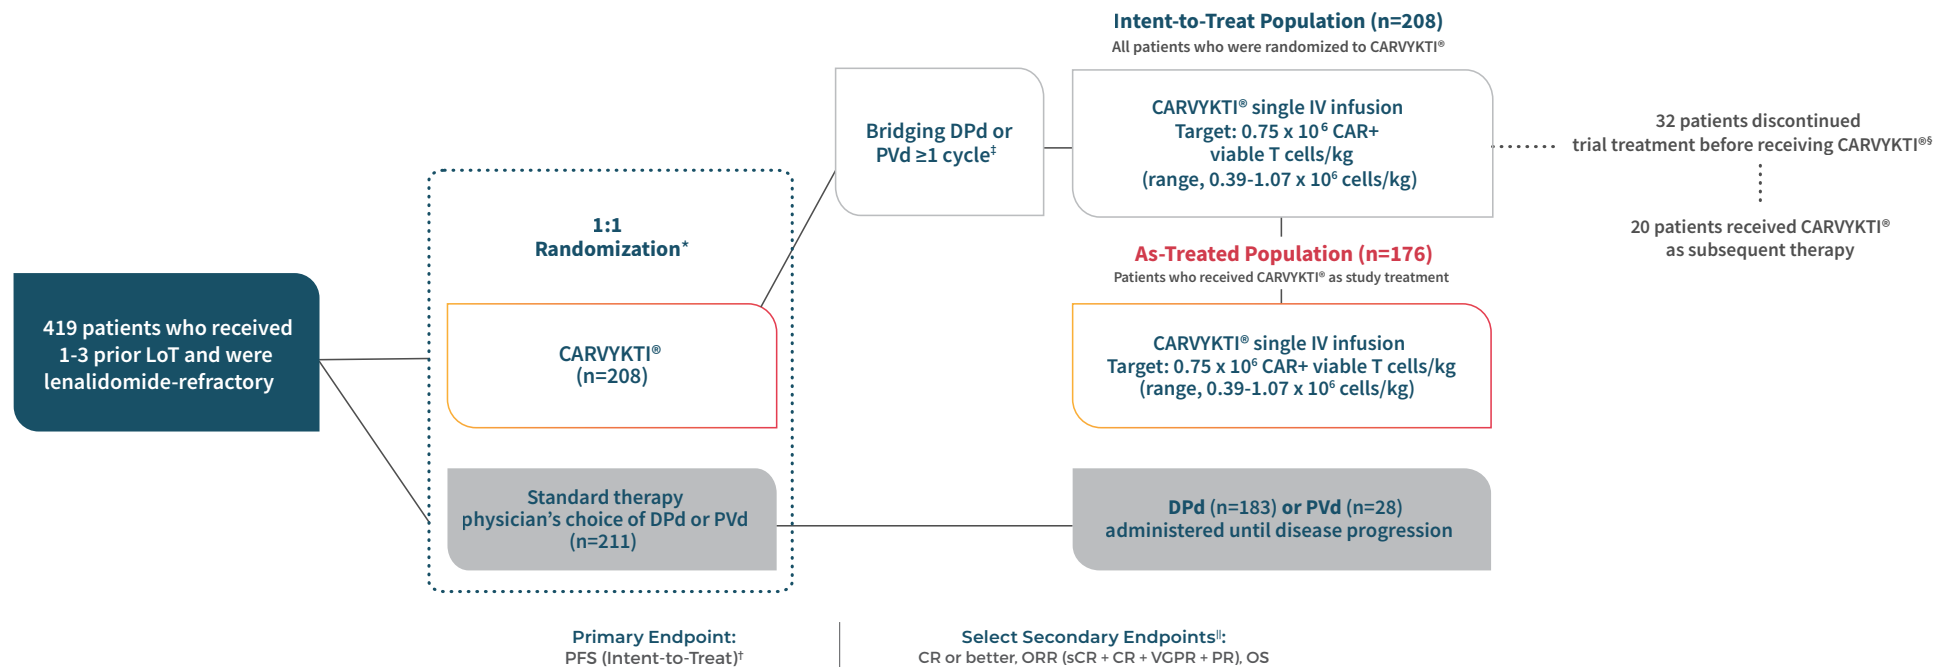 Intent-to-Treat Population (n=208)
All patients who were randomized to CARVYKTI®
Bridging DPd or
PVd ≥1 cycle‡
CARVYKTI® single IV infusion
Target: 0.75 x 10⁶ CAR+
viable T cells/kg
(range, 0.39-1.07 x 10⁶ cells/kg)
32 patients discontinued
trial treatment before receiving CARVYKTI®§
20 patients received CARVYKTI®
as subsequent therapy
1:1
Randomization*
As-Treated Population (n=176)
Patients who received CARVYKTI® as study treatment
419 patients who received
1-3 prior LoT and were
lenalidomide-refractory
CARVYKTI®
(n=208)
CARVYKTI® single IV infusion
Target: 0.75 x 10⁶ CAR+ viable T cells/kg
(range, 0.39-1.07 x 10⁶ cells/kg)
Standard therapy
physician’s choice of DPd or PVd
(n=211)
DPd (n=183) or PVd (n=28)
administered until disease progression
Primary Endpoint:
PFS (Intent-to-Treat)†
Select Secondary Endpoints||:
CR or better, ORR (sCR + CR + VGPR + PR), OS